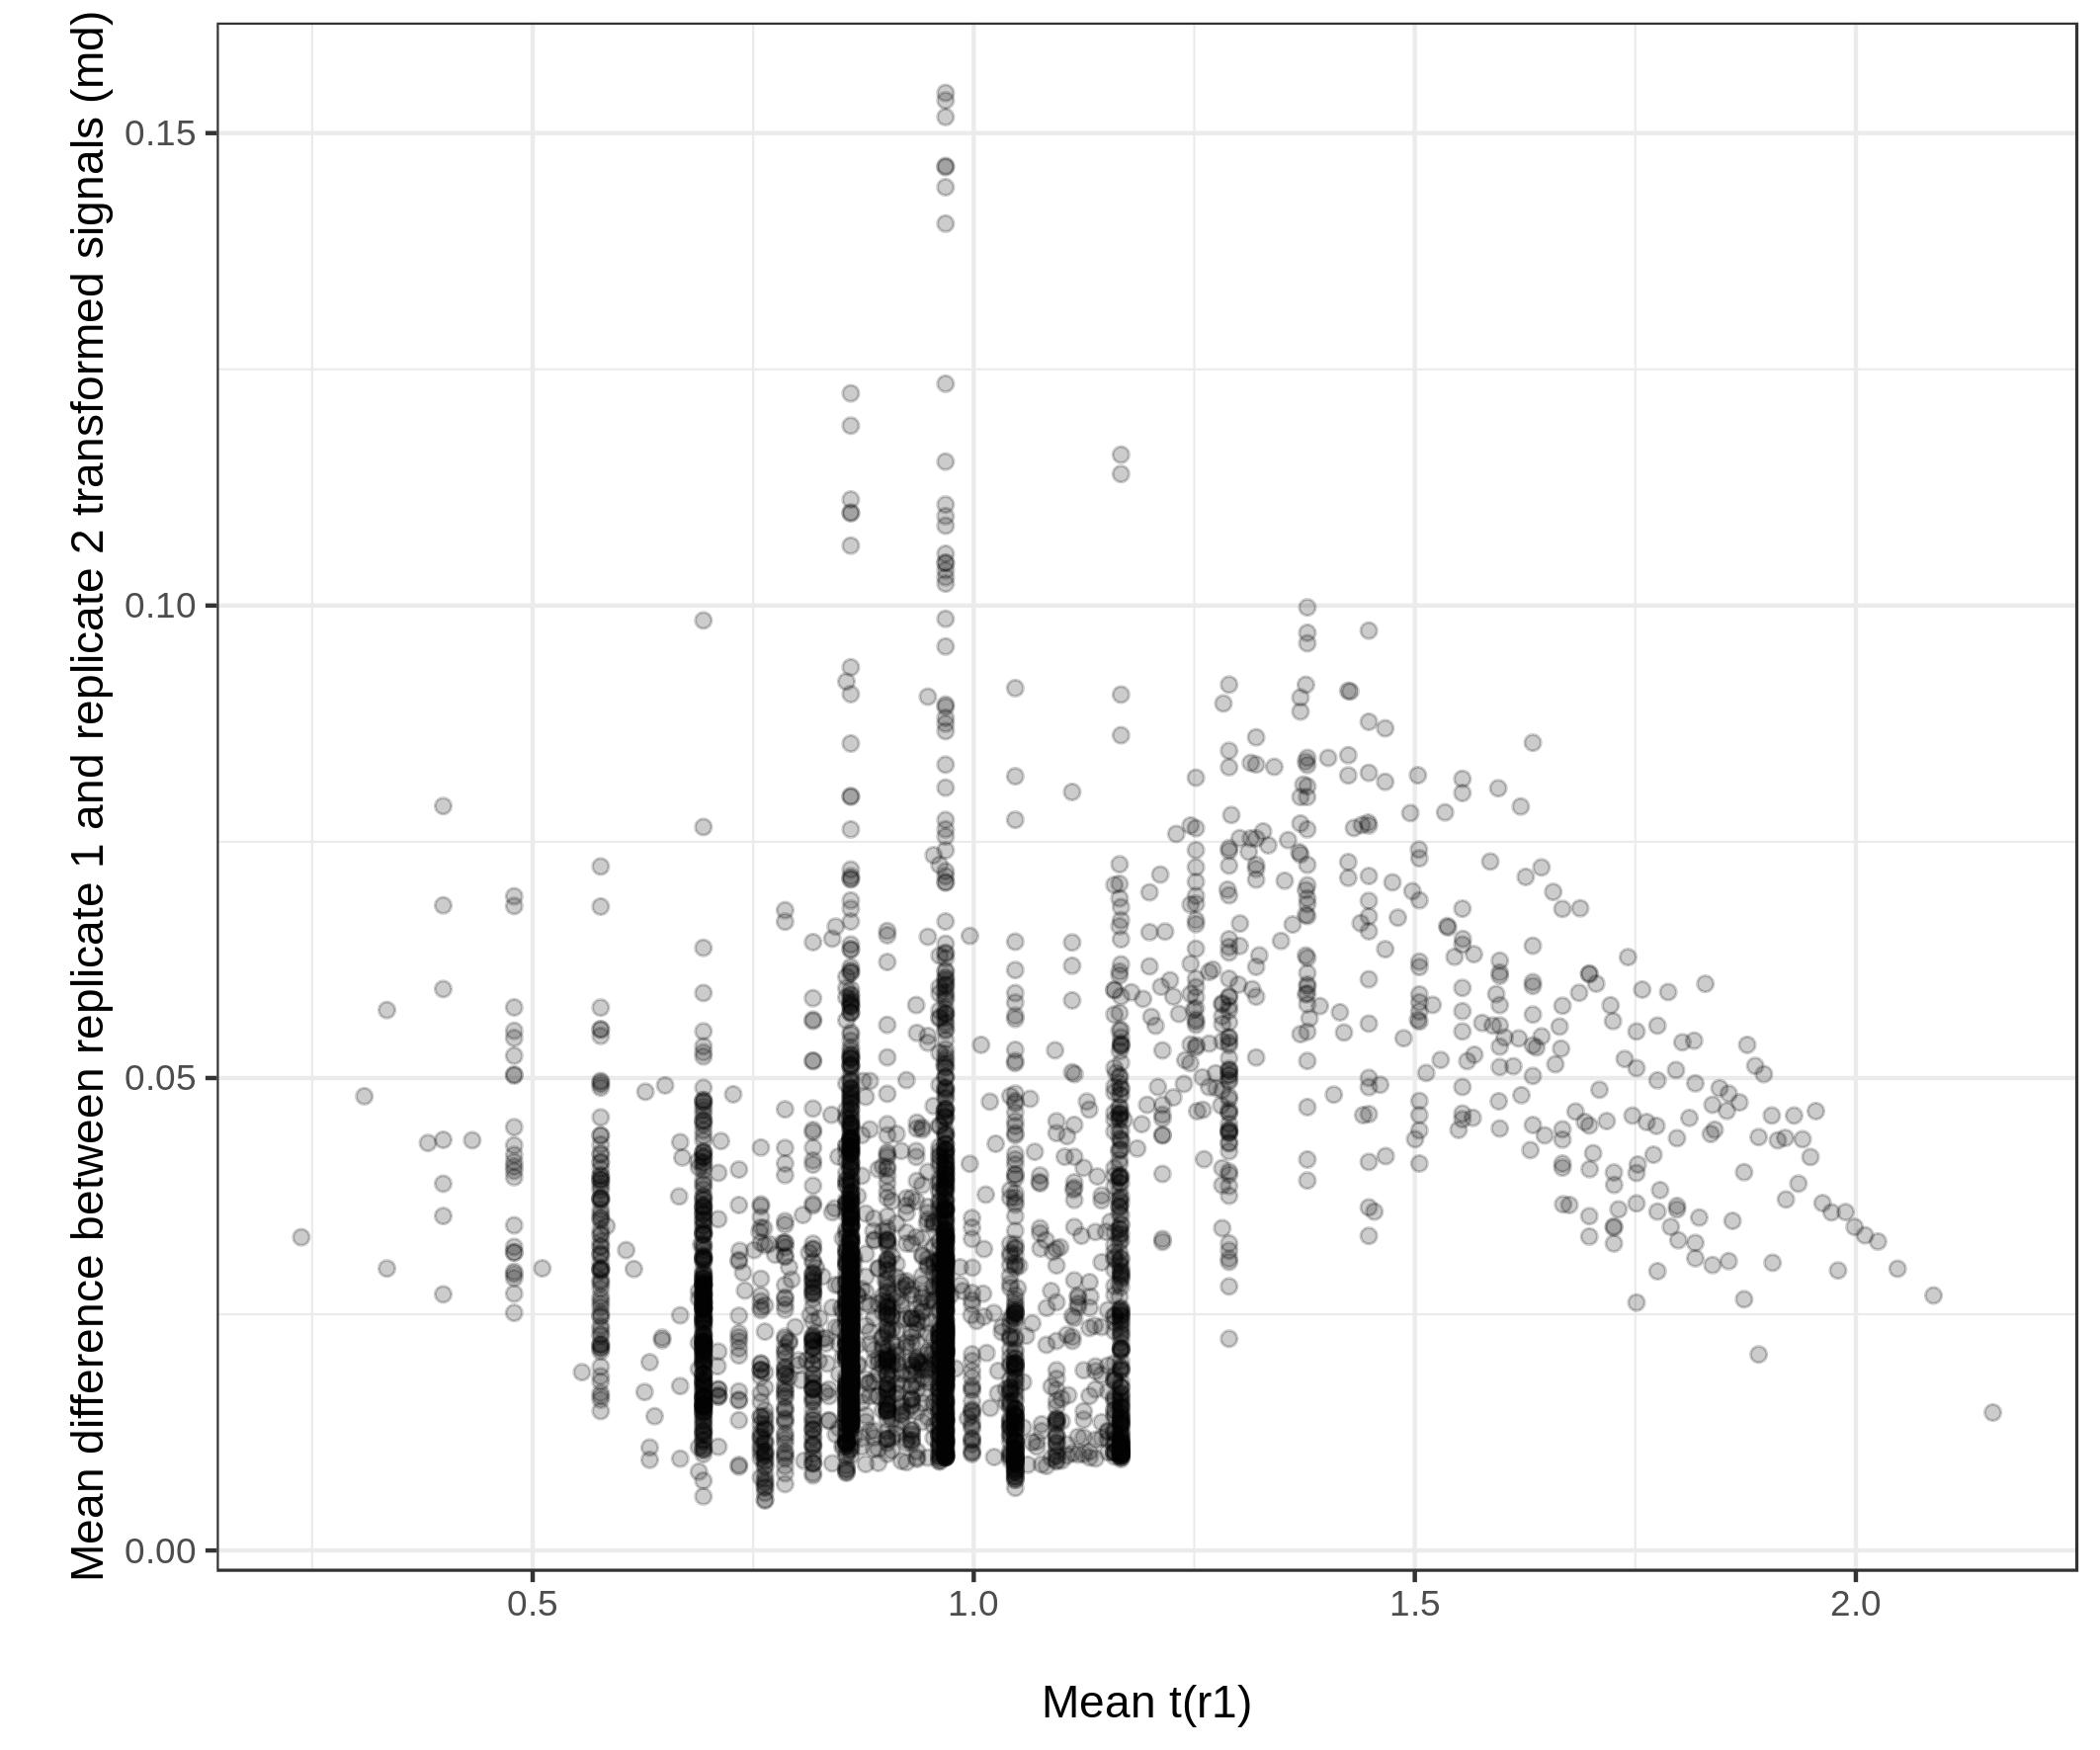 Mean difference between replicate 1 and replicate 2 transformed signals (md)
0.15
0.10
0.05
0.00
0.5 1.0 1.5 2.0
Mean t(r1)